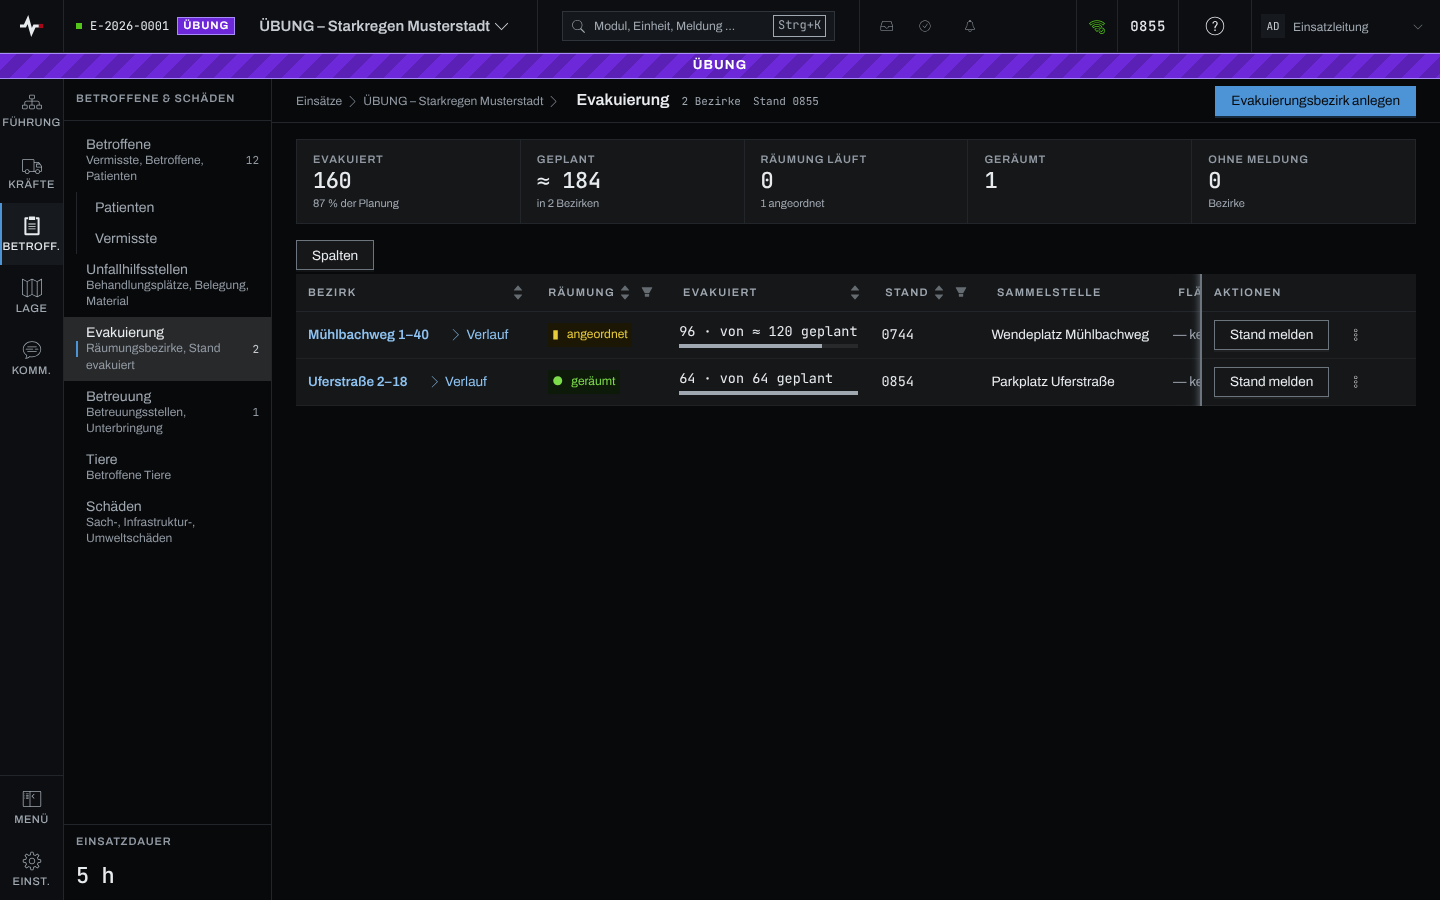 E-2026-0001 ÜBUNG ÜBUNG – Starkregen Musterstadt Modul, Einheit, Meldung ... Strg+K 0855 ? AD Einsatzleitung
ÜBUNG
FÜHRUNG
KRÄFTE
BETROFF.
LAGE
KOMM.
MENÜ
EINST.
BETROFFENE & SCHÄDEN
Betroffene
Vermisste, Betroffene, 12
Patienten
Patienten
Vermisste
Unfallhilfsstellen
Behandlungsplätze, Belegung,
Material
Evakuierung
Räumungsbezirke, Stand 2
evakuiert
Betreuung
Betreuungsstellen, 1
Unterbringung
Tiere
Betroffene Tiere
Schäden
Sach-, Infrastruktur-,
Umweltschäden
EINSATZDAUER
5 h
Einsätze ÜBUNG – Starkregen Musterstadt Evakuierung 2 Bezirke Stand 0855 Evakuierungsbezirk anlegen
EVAKUIERT
160
87 % der Planung
GEPLANT
≈ 184
in 2 Bezirken
RÄUMUNG LÄUFT
0
1 angeordnet
GERÄUMT
1
OHNE MELDUNG
0
Bezirke
Spalten
BEZIRK RÄUMUNG EVAKUIERT STAND SAMMELSTELLE FLÄ AKTIONEN
Mühlbachweg 1–40 Verlauf angeordnet 96 · von ≈ 120 geplant 0744 Wendeplatz Mühlbachweg — ke Stand melden
Uferstraße 2–18 Verlauf geräumt 64 · von 64 geplant 0854 Parkplatz Uferstraße — ke Stand melden